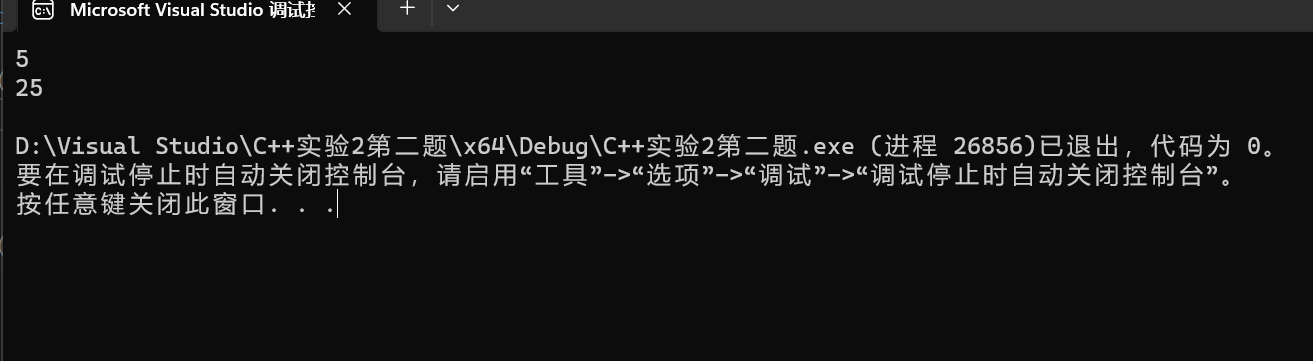 Microsoft Visual Studio 调试
5
25
D:\Visual Studio\C++实验2第二题\x64\Debug\C++实验2第二题.exe (进程 26856)已退出，代码为 0。
要在调试停止时自动关闭控制台，请启用“工具”->“选项”->“调试”->“调试停止时自动关闭控制台”。
按任意键关闭此窗口. . .